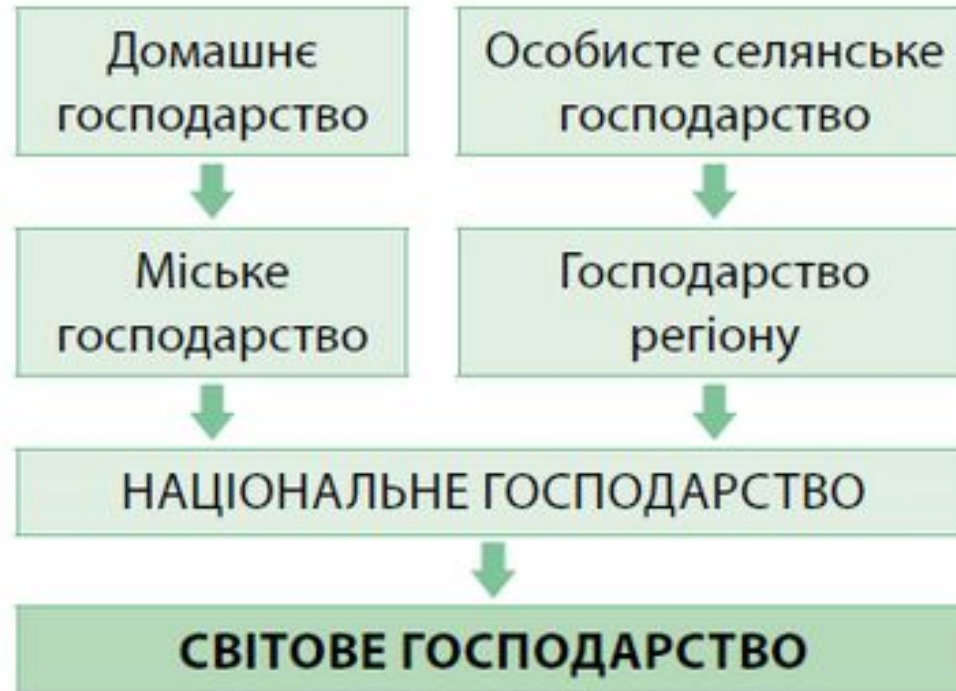 Домашнє
господарство
Особисте селянське
господарство
Міське
господарство
Господарство
регіону
НАЦІОНАЛЬНЕ ГОСПОДАРСТВО
СВІТОВЕ ГОСПОДАРСТВО